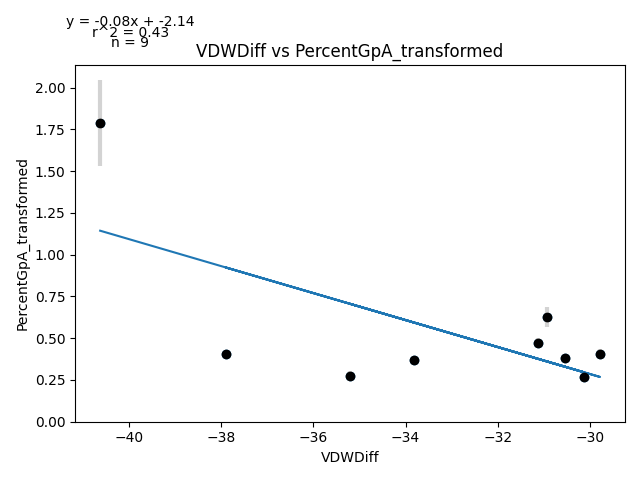 y = -0.08x + -2.14
r^2 = 0.43
n = 9
VDWDiff vs PercentGpA_transformed
2.00
1.75
1.50
1.25
1.00
0.75
0.50
0.25
0.00
PercentGpA_transformed
−40 −38 −36 −34 −32 −30
VDWDiff